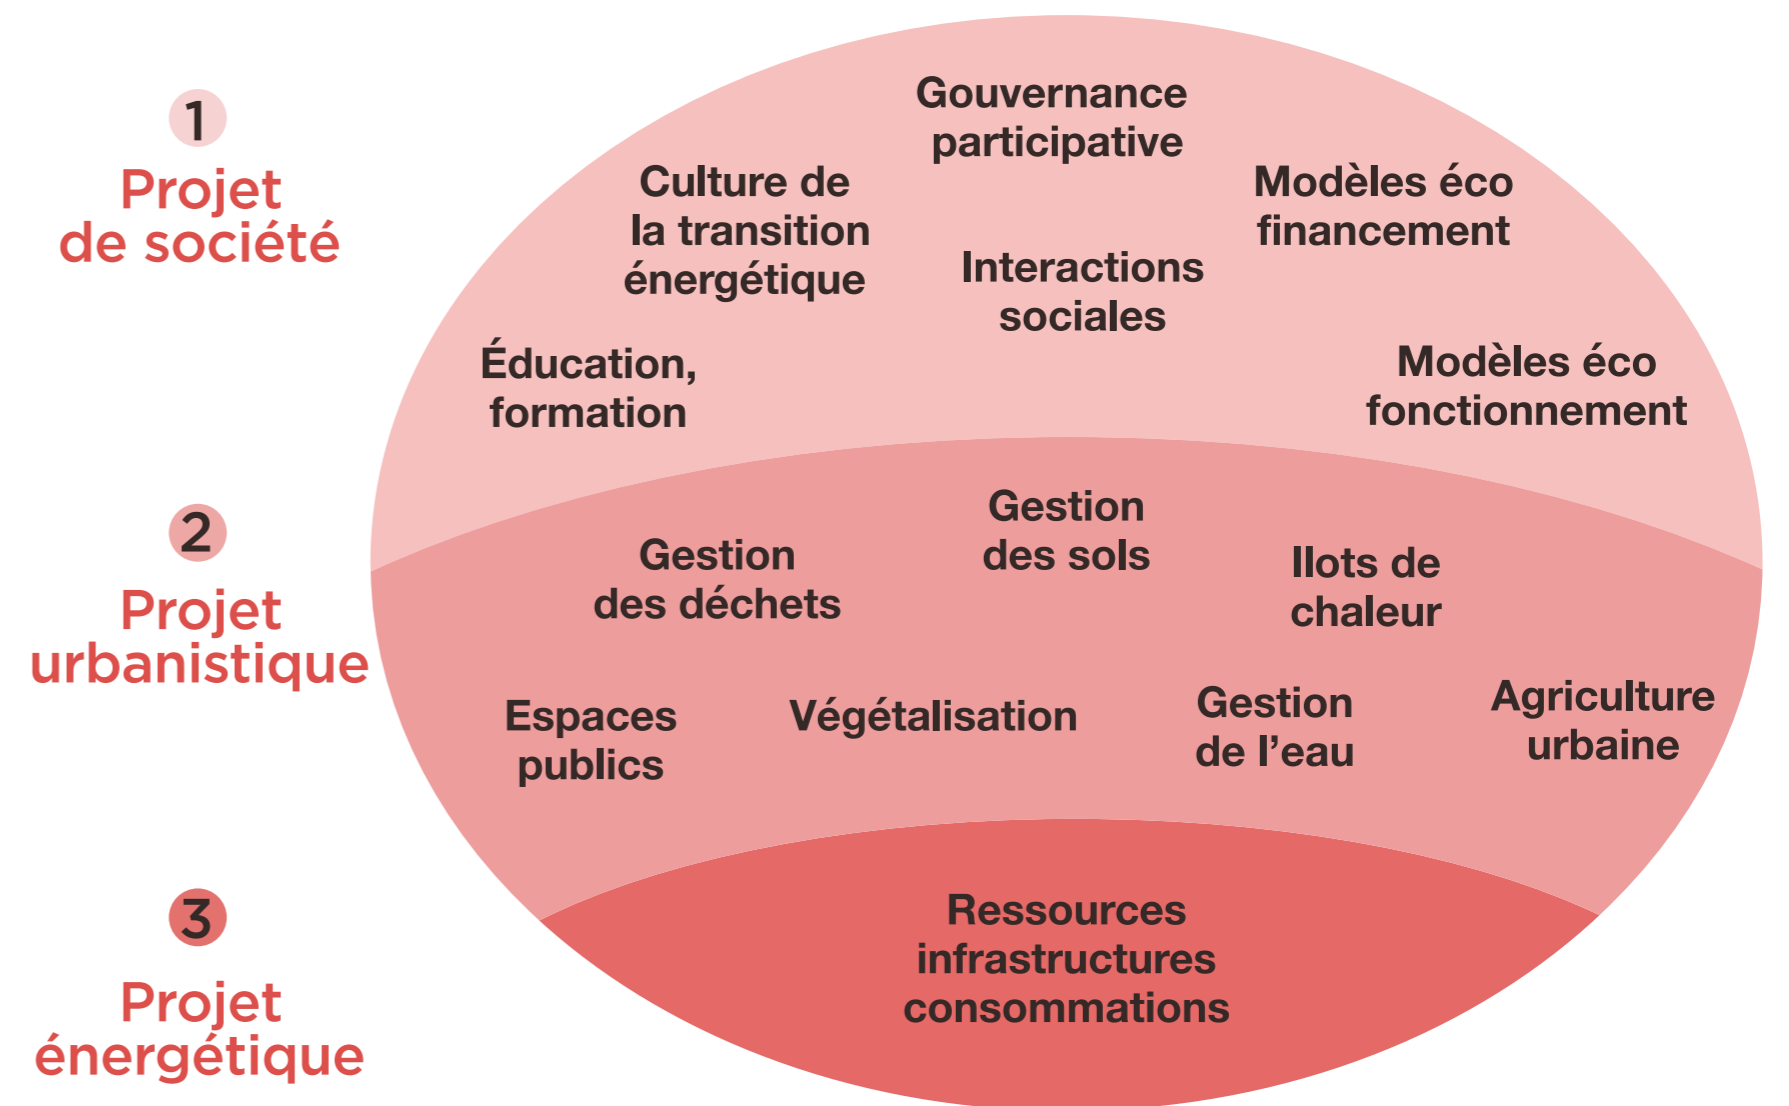 1
Projet
de société
Gouvernance
participative
Culture de
la transition
énergétique
Modèles éco
financement
Interactions
sociales
Éducation,
formation
Modèles éco
fonctionnement
2
Projet
urbanistique
Gestion
des sols
Gestion
des déchets
Ilots de
chaleur
Espaces
publics
Végétalisation
Gestion
de l’eau
Agriculture
urbaine
3
Projet
énergétique
Ressources
infrastructures
consommations